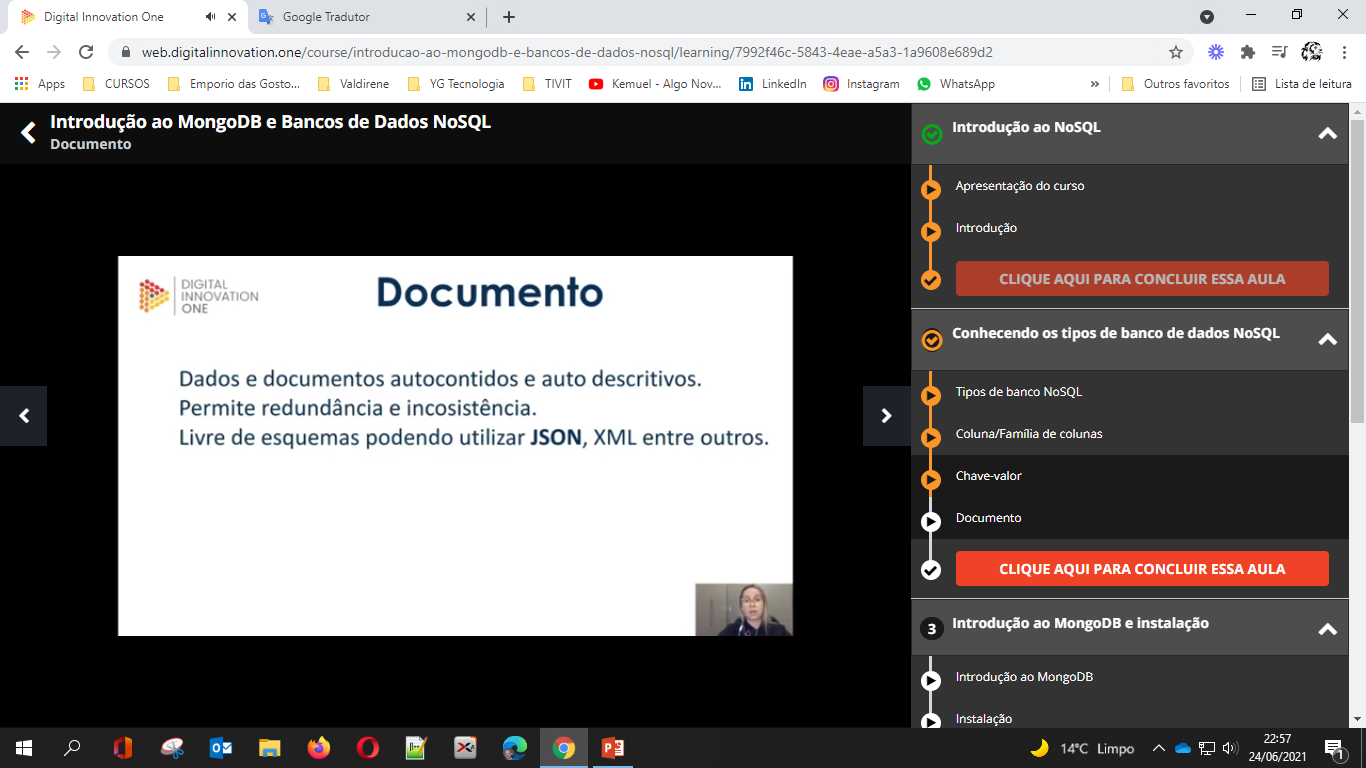 Digital Innovation One
Google Tradutor
web.digitalinnovation.one/course/introducao-ao-mongodb-e-bancos-de-dados-nosql/learning/7992f46c-5843-4eae-a5a3-1a9608e689d2
Apps
CURSOS
Emporio das Gosto...
Valdirene
YG Tecnologia
TIVIT
Kemuel - Algo Nov...
LinkedIn
Instagram
WhatsApp
»
Outros favoritos
Lista de leitura
Introdução ao MongoDB e Bancos de Dados NoSQL
Documento
DIGITAL
INNOVATION
ONE
Documento
Dados e documentos autocontidos e auto descritivos.
Permite redundância e incosistência.
Livre de esquemas podendo utilizar JSON, XML entre outros.
Introdução ao NoSQL
Apresentação do curso
Introdução
CLIQUE AQUI PARA CONCLUIR ESSA AULA
Conhecendo os tipos de banco de dados NoSQL
Tipos de banco NoSQL
Coluna/Família de colunas
Chave-valor
Documento
CLIQUE AQUI PARA CONCLUIR ESSA AULA
3 Introdução ao MongoDB e instalação
Introdução ao MongoDB
Instalação
14°C Limpo
22:57
24/06/2021
1